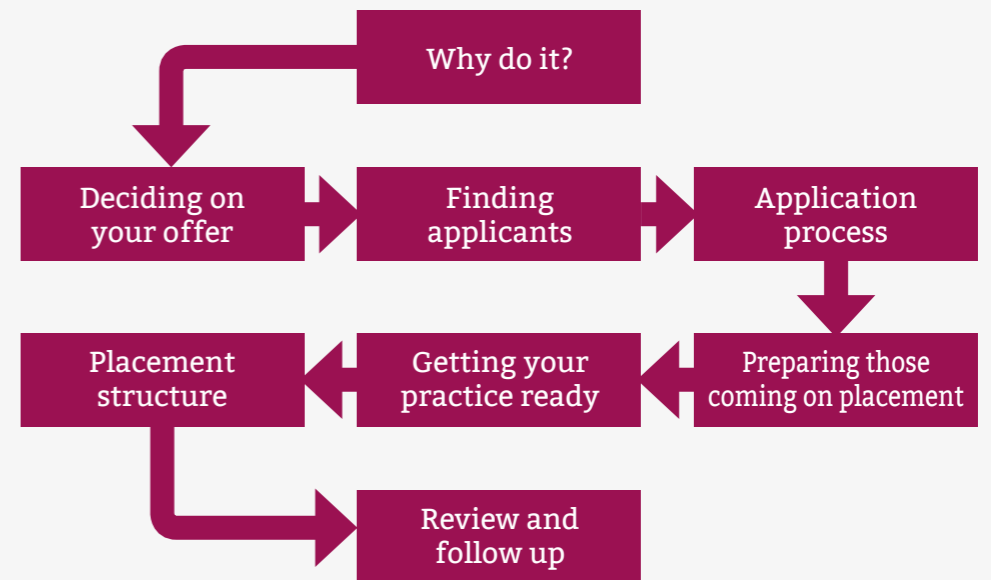 Why do it?
Deciding on
your offer
Finding
applicants
Application
process
Preparing those
coming on placement
Getting your
practice ready
Placement
structure
Review and
follow up